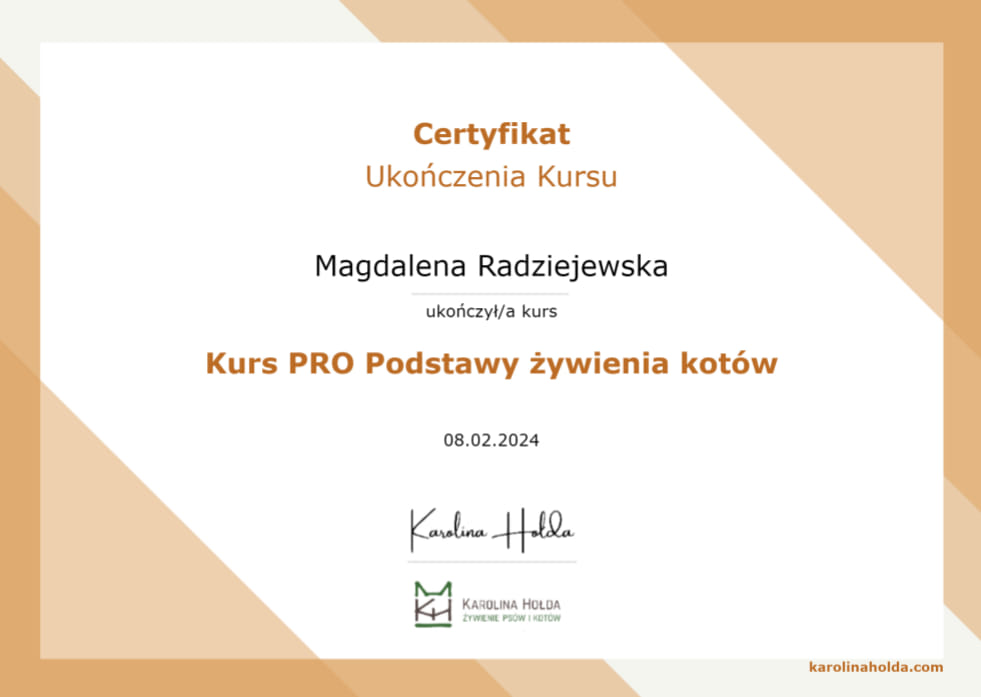 Certyfikat
Ukończenia Kursu
Magdalena Radziejewska
ukończył/a kurs
Kurs PRO Podstawy żywienia kotów
08.02.2024
Karolina Hołda
KH
KAROLINA HOŁDA
ŻYWIENIE PSÓW I KOTÓW
karolinaholda.com